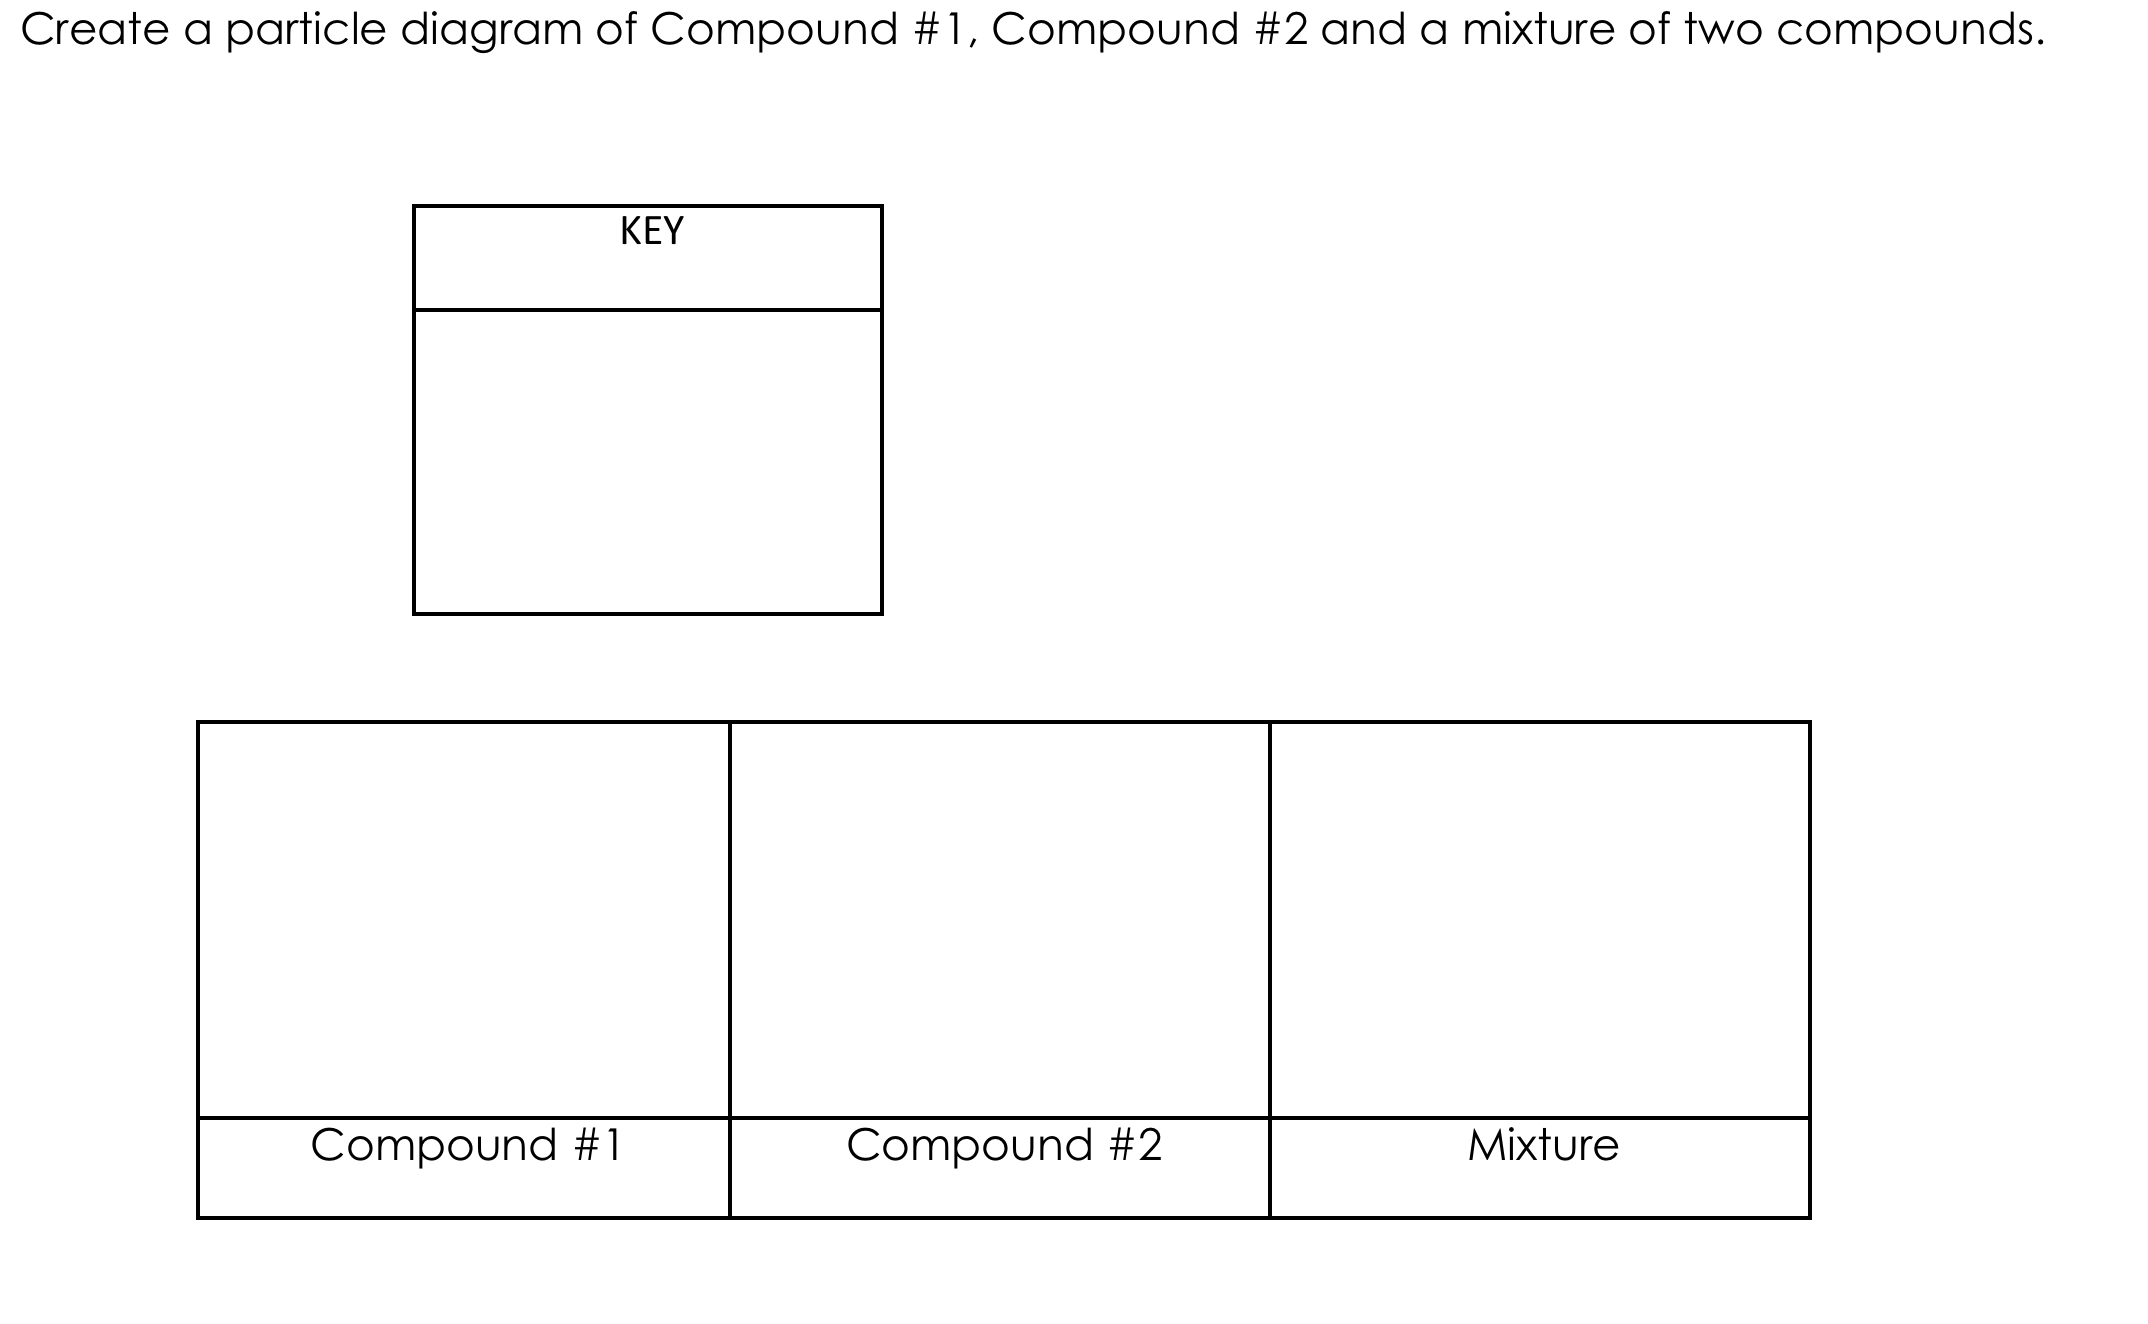 Create a particle diagram of Compound #1, Compound #2 and a mixture of two compounds.
KEY
Compound #1
Compound #2
Mixture